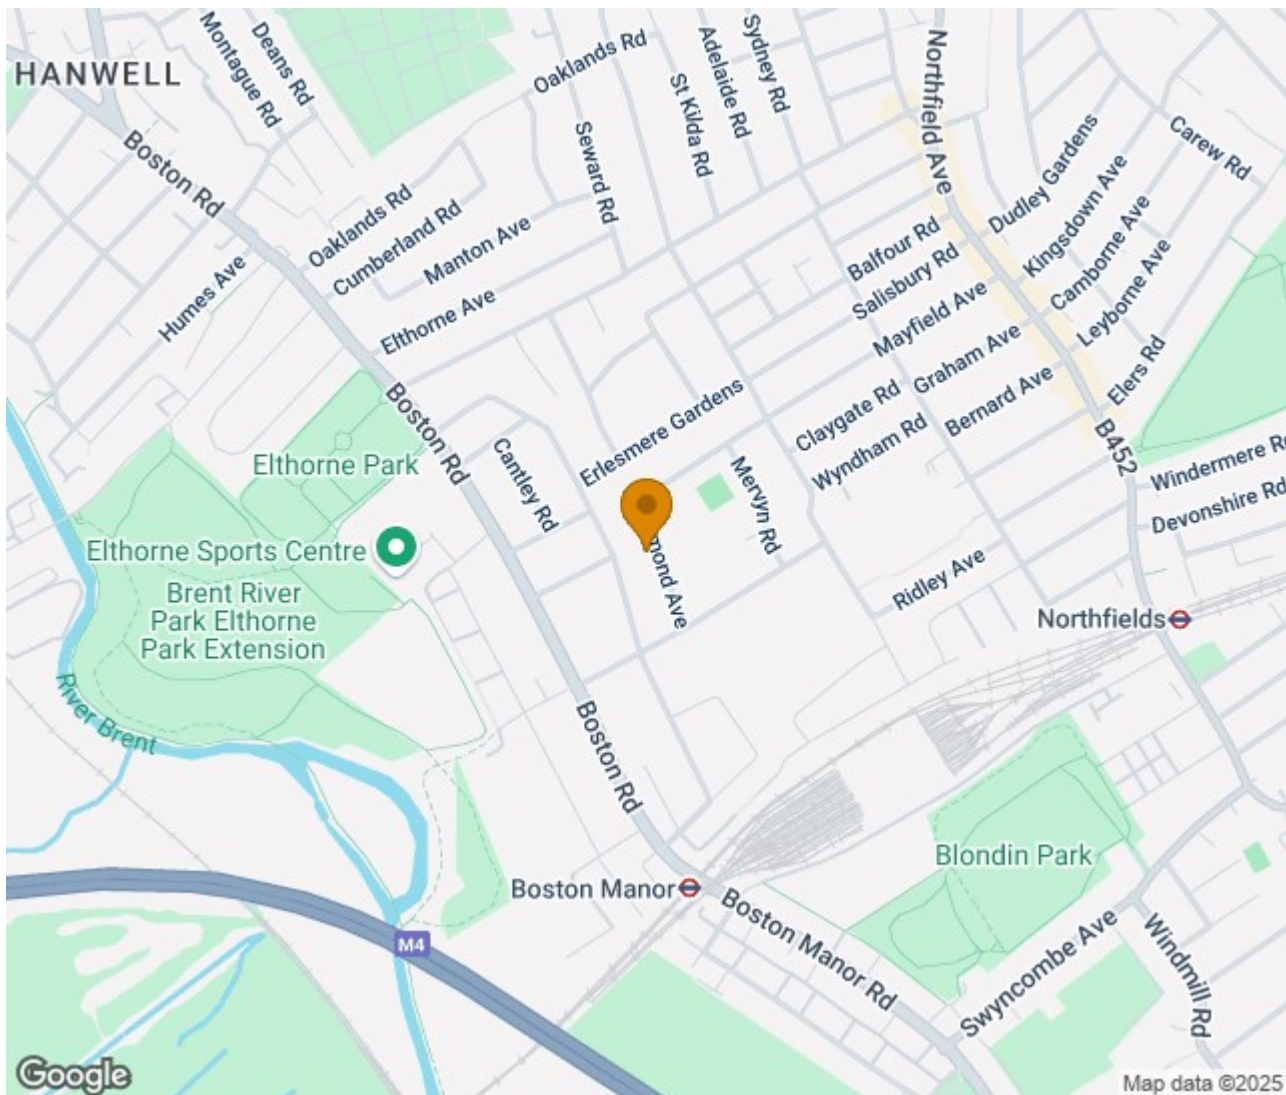 HANWELL
Montague Rd
Deans Rd
Oaklands Rd
Sydney Rd
Adelaide Rd
St Kilda Rd
Seward Rd
Northfield Ave
Carew Rd
Dudley Gardens
Kingsdown Ave
Camborne Ave
Leyborne Ave
Elers Rd
Boston Rd
Oaklands Rd
Cumberland Rd
Manton Ave
Humes Ave
Elthorne Ave
Balfour Rd
Salisbury Rd
Mayfield Ave
Graham Ave
Bernard Ave
Claygate Rd
Wyndham Rd
Erlesmere Gardens
Boston Rd
Cantley Rd
Mervyn Rd
B452
Windermere Rd
Devonshire Rd
Elthorne Park
Elthorne Sports Centre
Brent River
Park Elthorne
Park Extension
mond Ave
Ridley Ave
Northfields
River Brent
Boston Rd
Blondin Park
Boston Manor
Boston Manor Rd
Swyncombe Ave
Windmill Rd
M4
Google
Map data ©2025